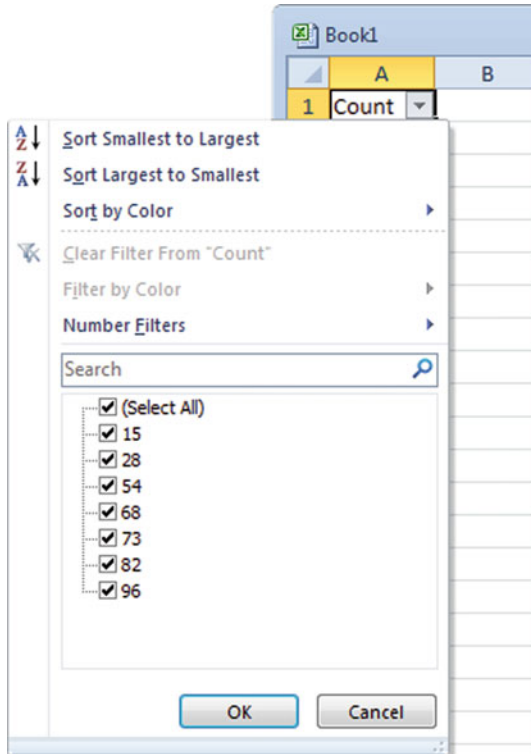 Book1
A B
1 Count
Sort Smallest to Largest
Sort Largest to Smallest
Sort by Color
Clear Filter From "Count"
Filter by Color
Number Filters
Search
(Select All)
15
28
54
68
73
82
96
OK Cancel